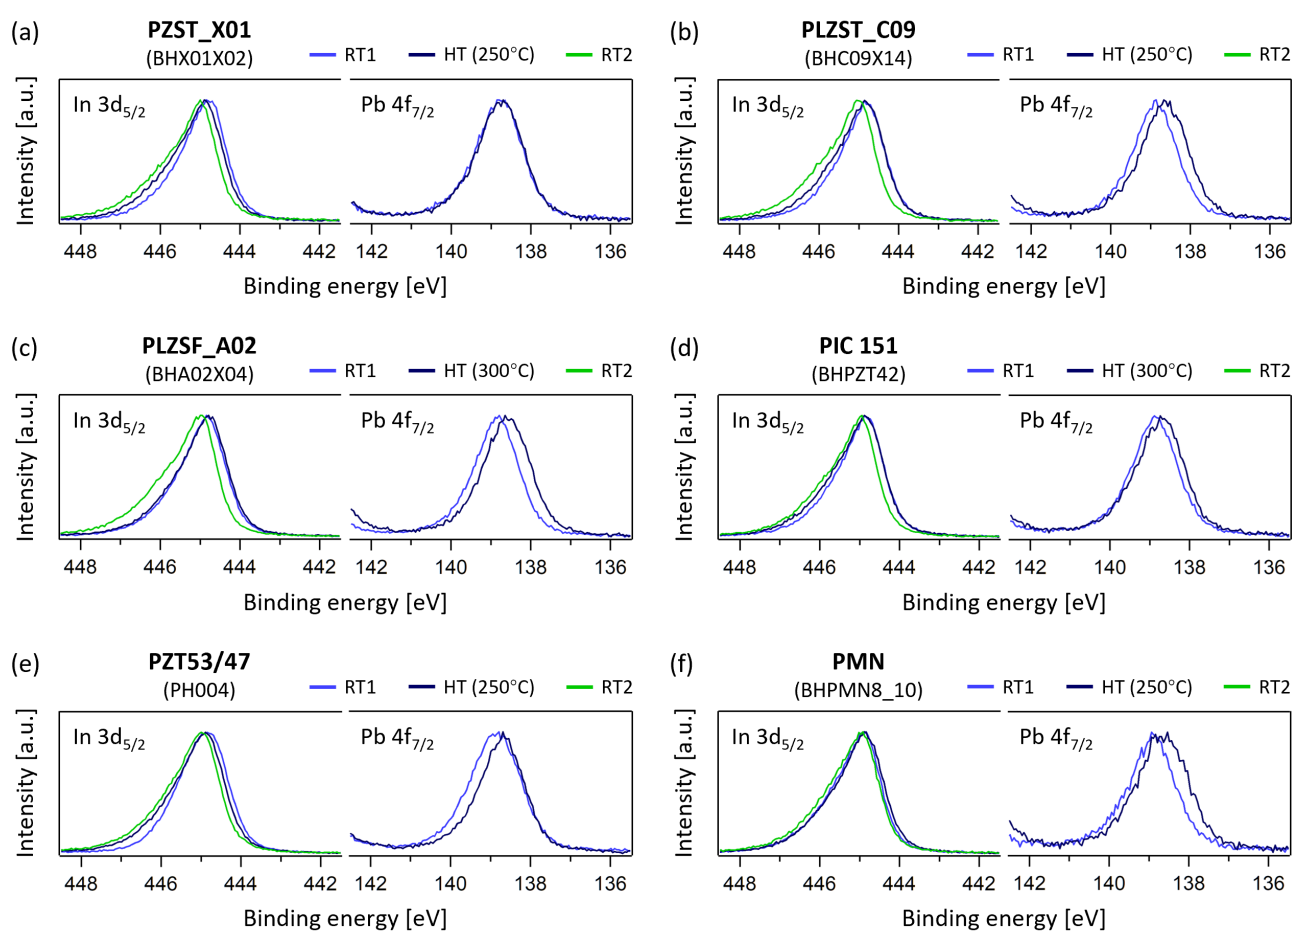 (a) PZST_X01
(BHX01X02) RT1 HT (250°C) RT2
In 3d5/2 Pb 4f7/2
Intensity [a.u.]
448 446 444 442 142 140 138 136
Binding energy [eV]
(b) PLZST_C09
(BHC09X14) RT1 HT (250°C) RT2
In 3d5/2 Pb 4f7/2
Intensity [a.u.]
448 446 444 442 142 140 138 136
Binding energy [eV]
(c) PLZSF_A02
(BHA02X04) RT1 HT (300°C) RT2
In 3d5/2 Pb 4f7/2
Intensity [a.u.]
448 446 444 442 142 140 138 136
Binding energy [eV]
(d) PIC 151
(BHPZT42) RT1 HT (300°C) RT2
In 3d5/2 Pb 4f7/2
Intensity [a.u.]
448 446 444 442 142 140 138 136
Binding energy [eV]
(e) PZT53/47
(PH004) RT1 HT (250°C) RT2
In 3d5/2 Pb 4f7/2
Intensity [a.u.]
448 446 444 442 142 140 138 136
Binding energy [eV]
(f) PMN
(BHPMN8_10) RT1 HT (250°C) RT2
In 3d5/2 Pb 4f7/2
Intensity [a.u.]
448 446 444 442 142 140 138 136
Binding energy [eV]